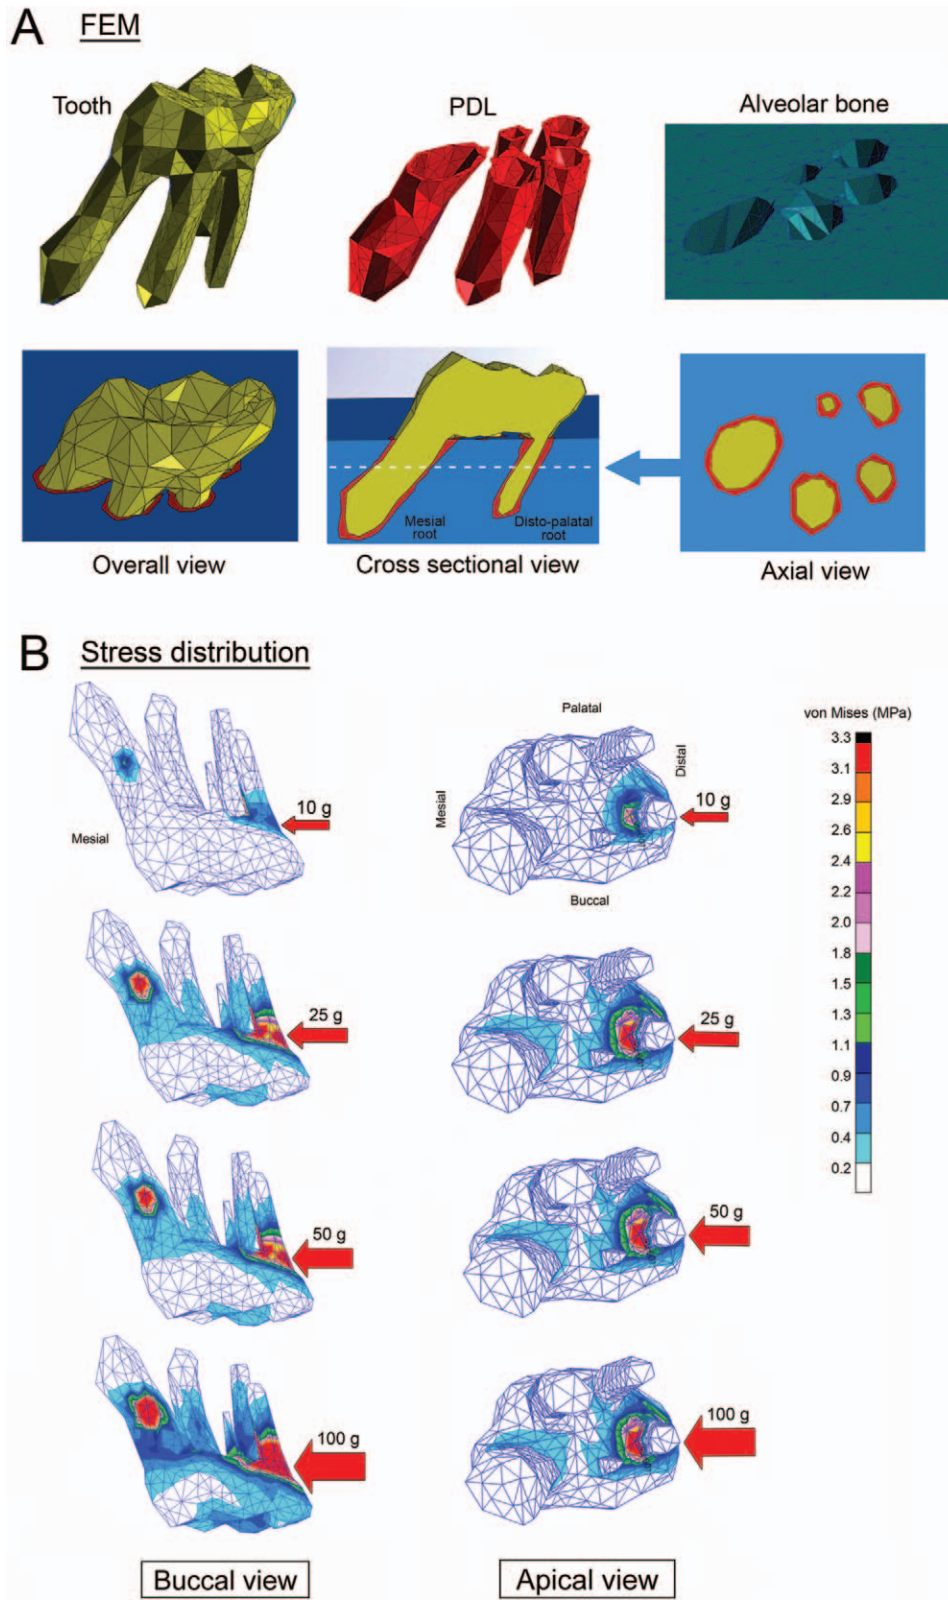 A FEM
Tooth
PDL
Alveolar bone
Mesial
root
Disto-palatal
root
Overall view
Cross sectional view
Axial view
B Stress distribution
Palatal
Mesial
Distal
Buccal
Mesial
10 g
10 g
25 g
25 g
50 g
50 g
100 g
100 g
von Mises (MPa)
3.3
3.1
2.9
2.6
2.4
2.2
2.0
1.8
1.5
1.3
1.1
0.9
0.7
0.4
0.2
Buccal view
Apical view